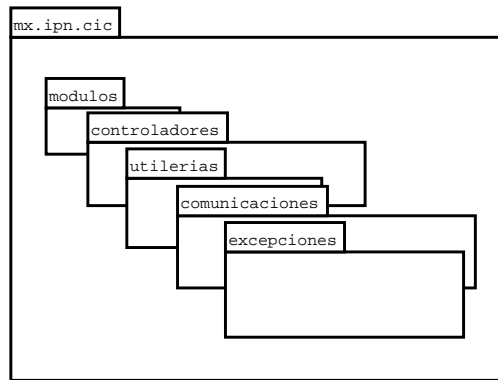 mx.ipn.cic
modulos
controladores
utilerias
comunicaciones
excepciones